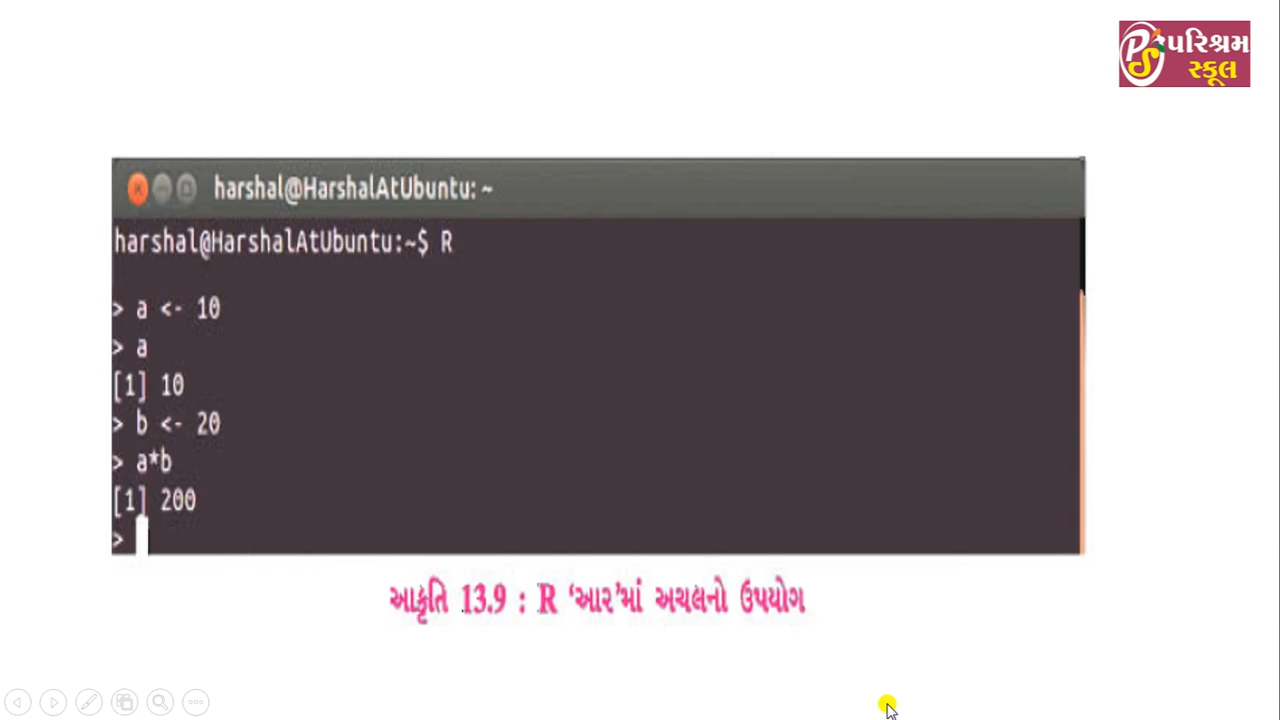 પરિશ્રમ
સ્કૂલ
harshal@HarshalAtUbuntu: ~
harshal@HarshalAtUbuntu:~$ R
> a <- 10
> a
[1] 10
> b <- 20
> a*b
[1] 200
>
આકૃતિ 13.9 : R ‘આર’માં અચલનો ઉપયોગ